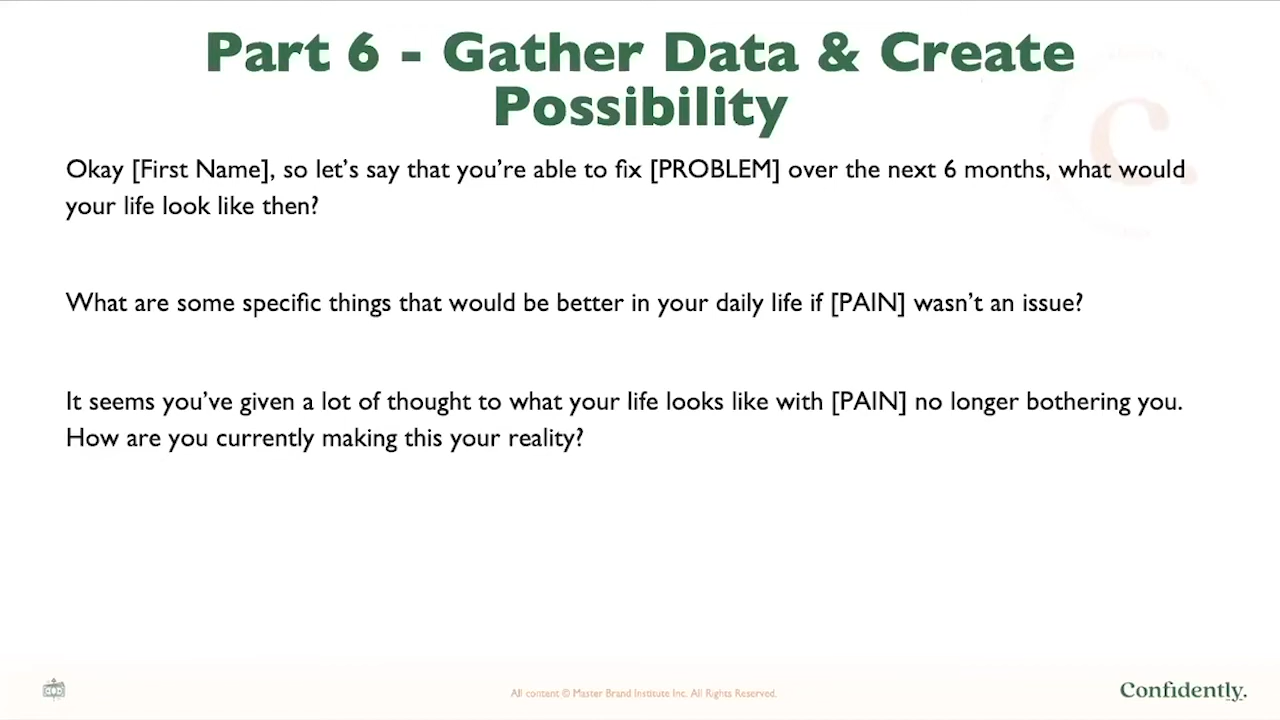 Part 6 - Gather Data & Create
Possibility
Okay [First Name], so let’s say that you’re able to fix [PROBLEM] over the next 6 months, what would
your life look like then?
What are some specific things that would be better in your daily life if [PAIN] wasn’t an issue?
It seems you’ve given a lot of thought to what your life looks like with [PAIN] no longer bothering you.
How are you currently making this your reality?
All content © Master Brand Institute Inc. All Rights Reserved.
Confidently.